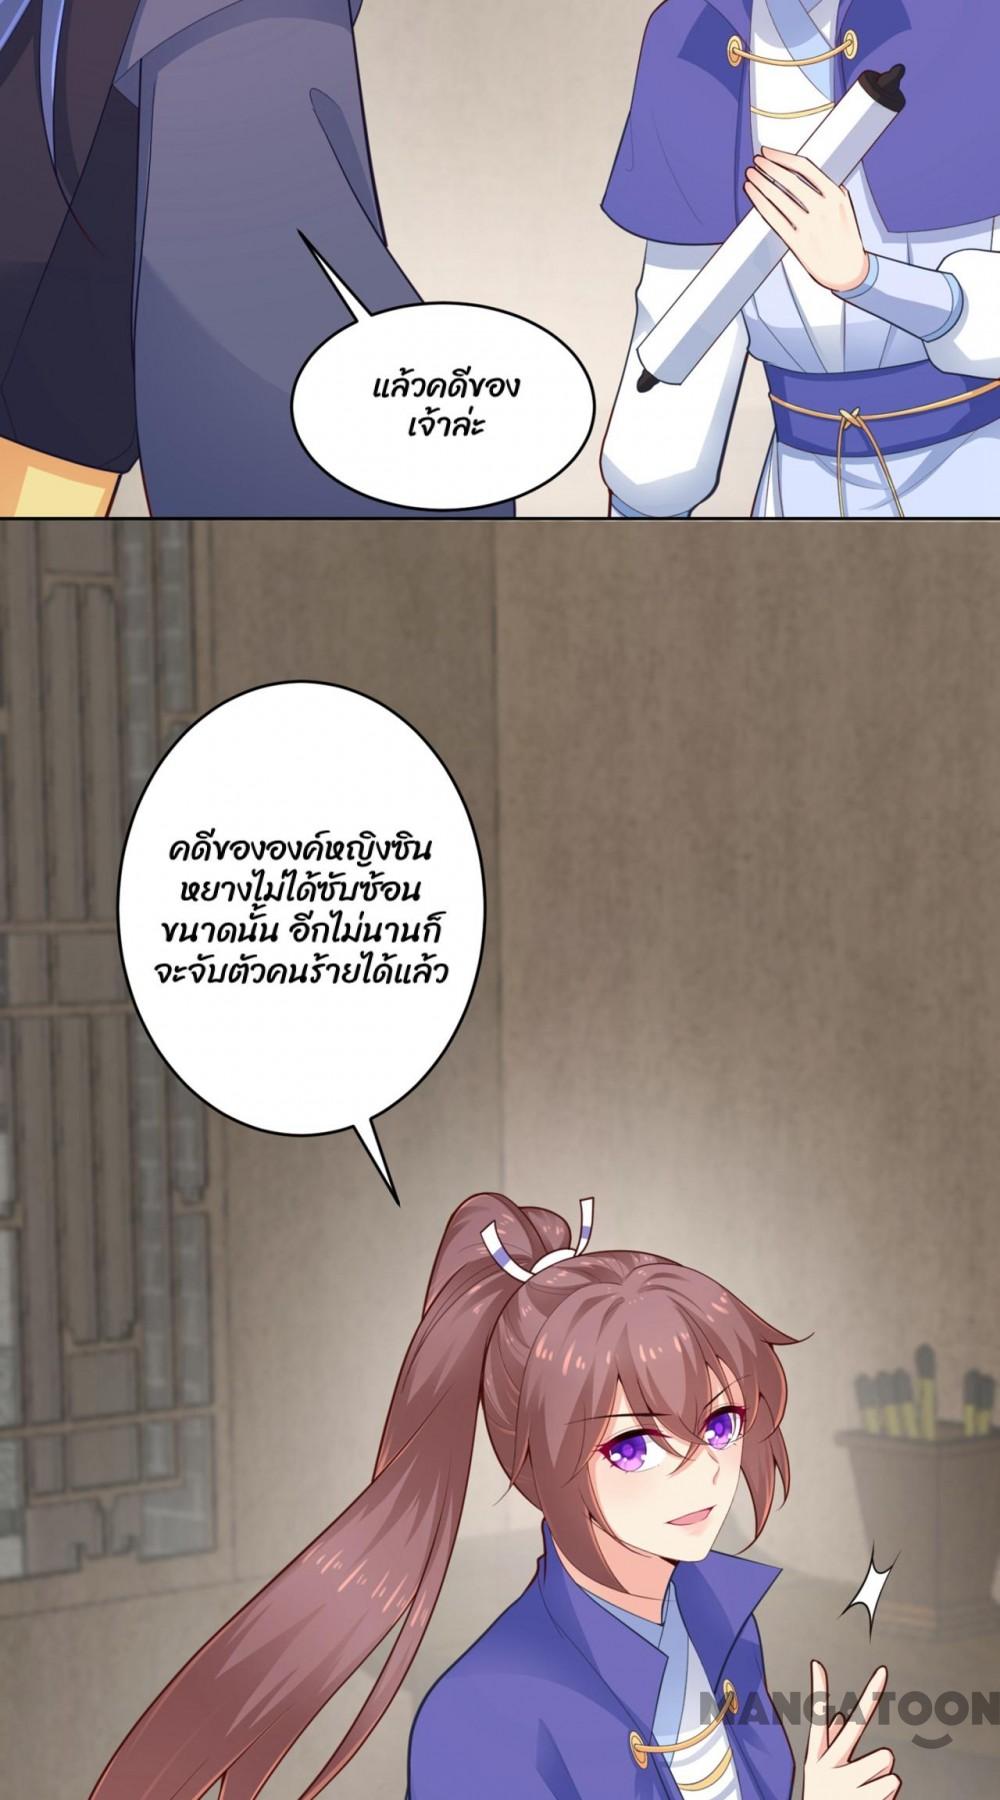 แล้วคดีของ
เจ้าล่ะ
คดีขององค์หญิงซิน
หยางไม่ได้ซับซ้อน
ขนาดนั้น อีกไม่นานก็
จะจับตัวคนร้ายได้แล้ว
MANGATOON